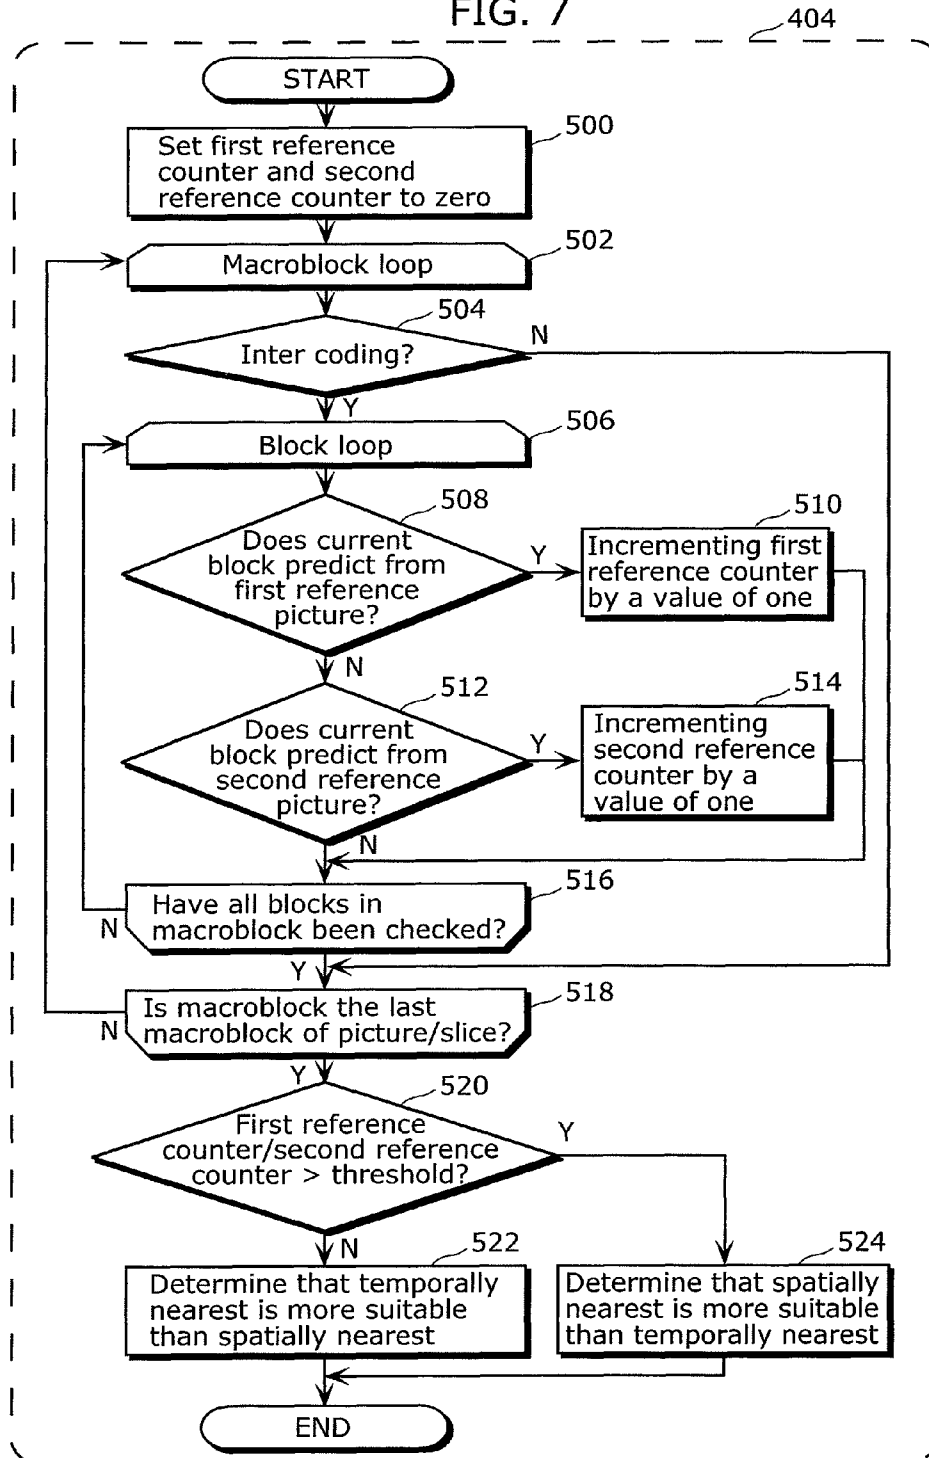 FIG. 7
404
START
500
Set first reference
counter and second
reference counter to zero
502
Macroblock loop
504
Inter coding?
N
Y
506
Block loop
508
Does current
block predict from
first reference
picture?
Y
510
Incrementing first
reference counter
by a value of one
N
512
Does current
block predict from
second reference
picture?
Y
514
Incrementing
second reference
counter by a
value of one
N
516
Have all blocks in
macroblock been checked?
N
Y
518
Is macroblock the last
macroblock of picture/slice?
N
Y
520
First reference
counter/second reference
counter > threshold?
Y
N
522
Determine that temporally
nearest is more suitable
than spatially nearest
524
Determine that spatially
nearest is more suitable
than temporally nearest
END